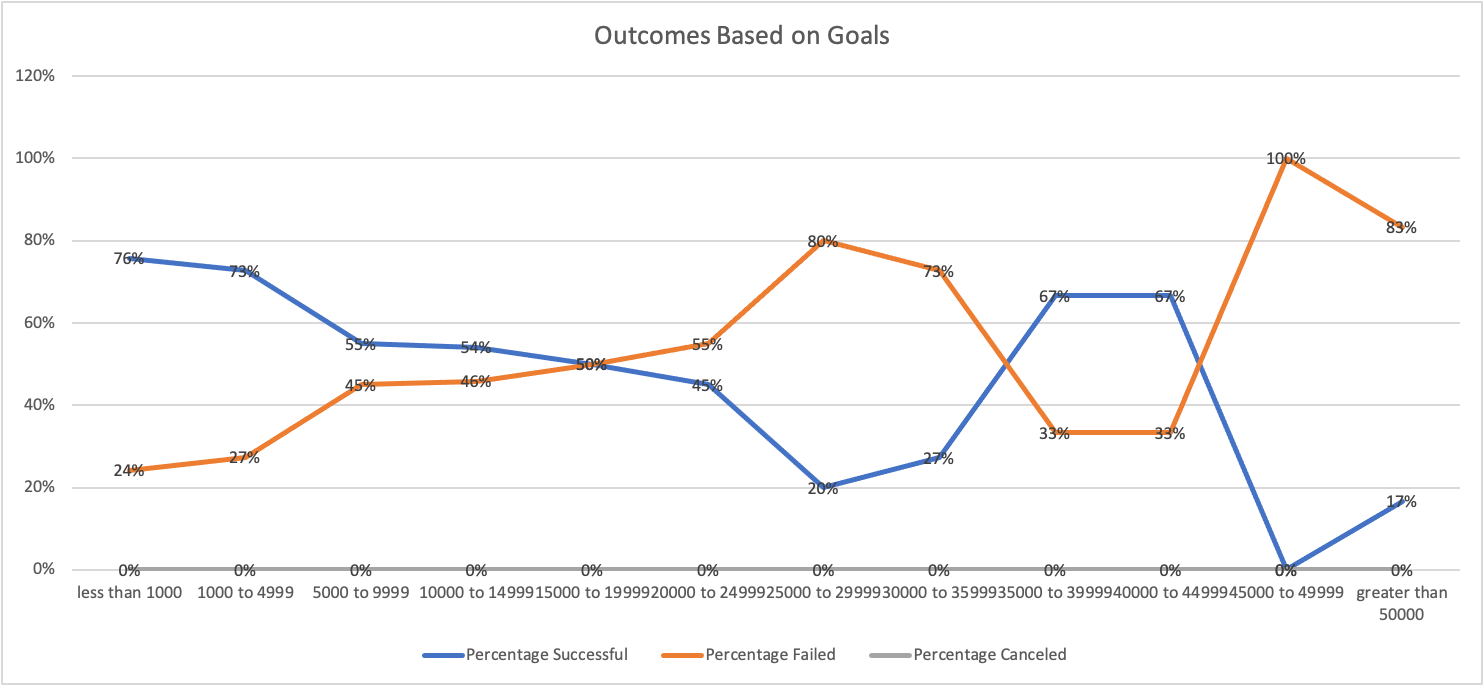 Outcomes Based on Goals
120%
100%
80%
60%
40%
20%
0%
76% 73% 55% 54% 50% 45% 20% 27% 67% 67% 0% 17%
24% 27% 45% 46% 50% 55% 80% 73% 33% 33% 100% 83%
0% 0% 0% 0% 0% 0% 0% 0% 0% 0% 0% 0%
less than 1000 1000 to 4999 5000 to 9999 10000 to 14999 15000 to 19999 20000 to 24999 25000 to 29999 30000 to 35999 35000 to 39999 40000 to 44999 45000 to 49999 greater than
50000
Percentage Successful Percentage Failed Percentage Canceled